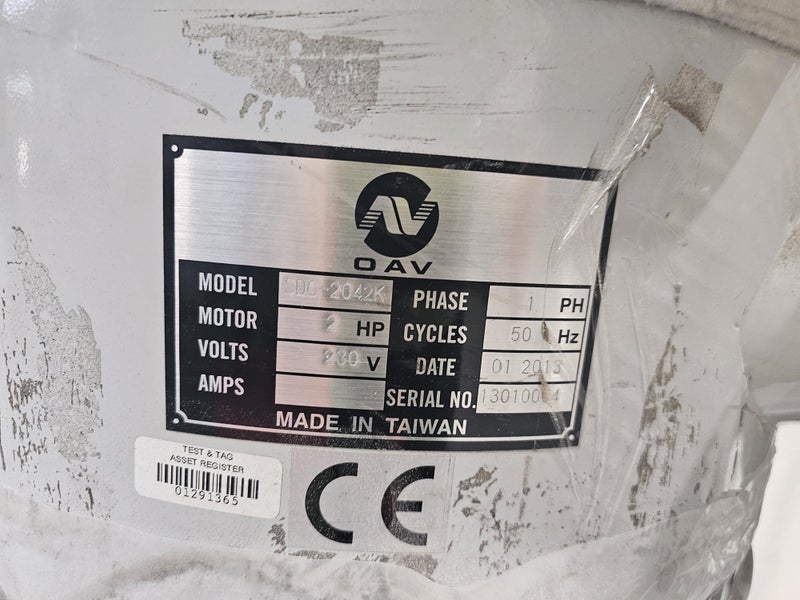 OAV
MODEL SDC-2042K PHASE 1 PH
MOTOR 2 HP CYCLES 50 Hz
VOLTS 230 V DATE 01 2013
AMPS SERIAL NO.
MADE IN TAIWAN
TEST & TAG
ASSET REGISTER
01291365
CE